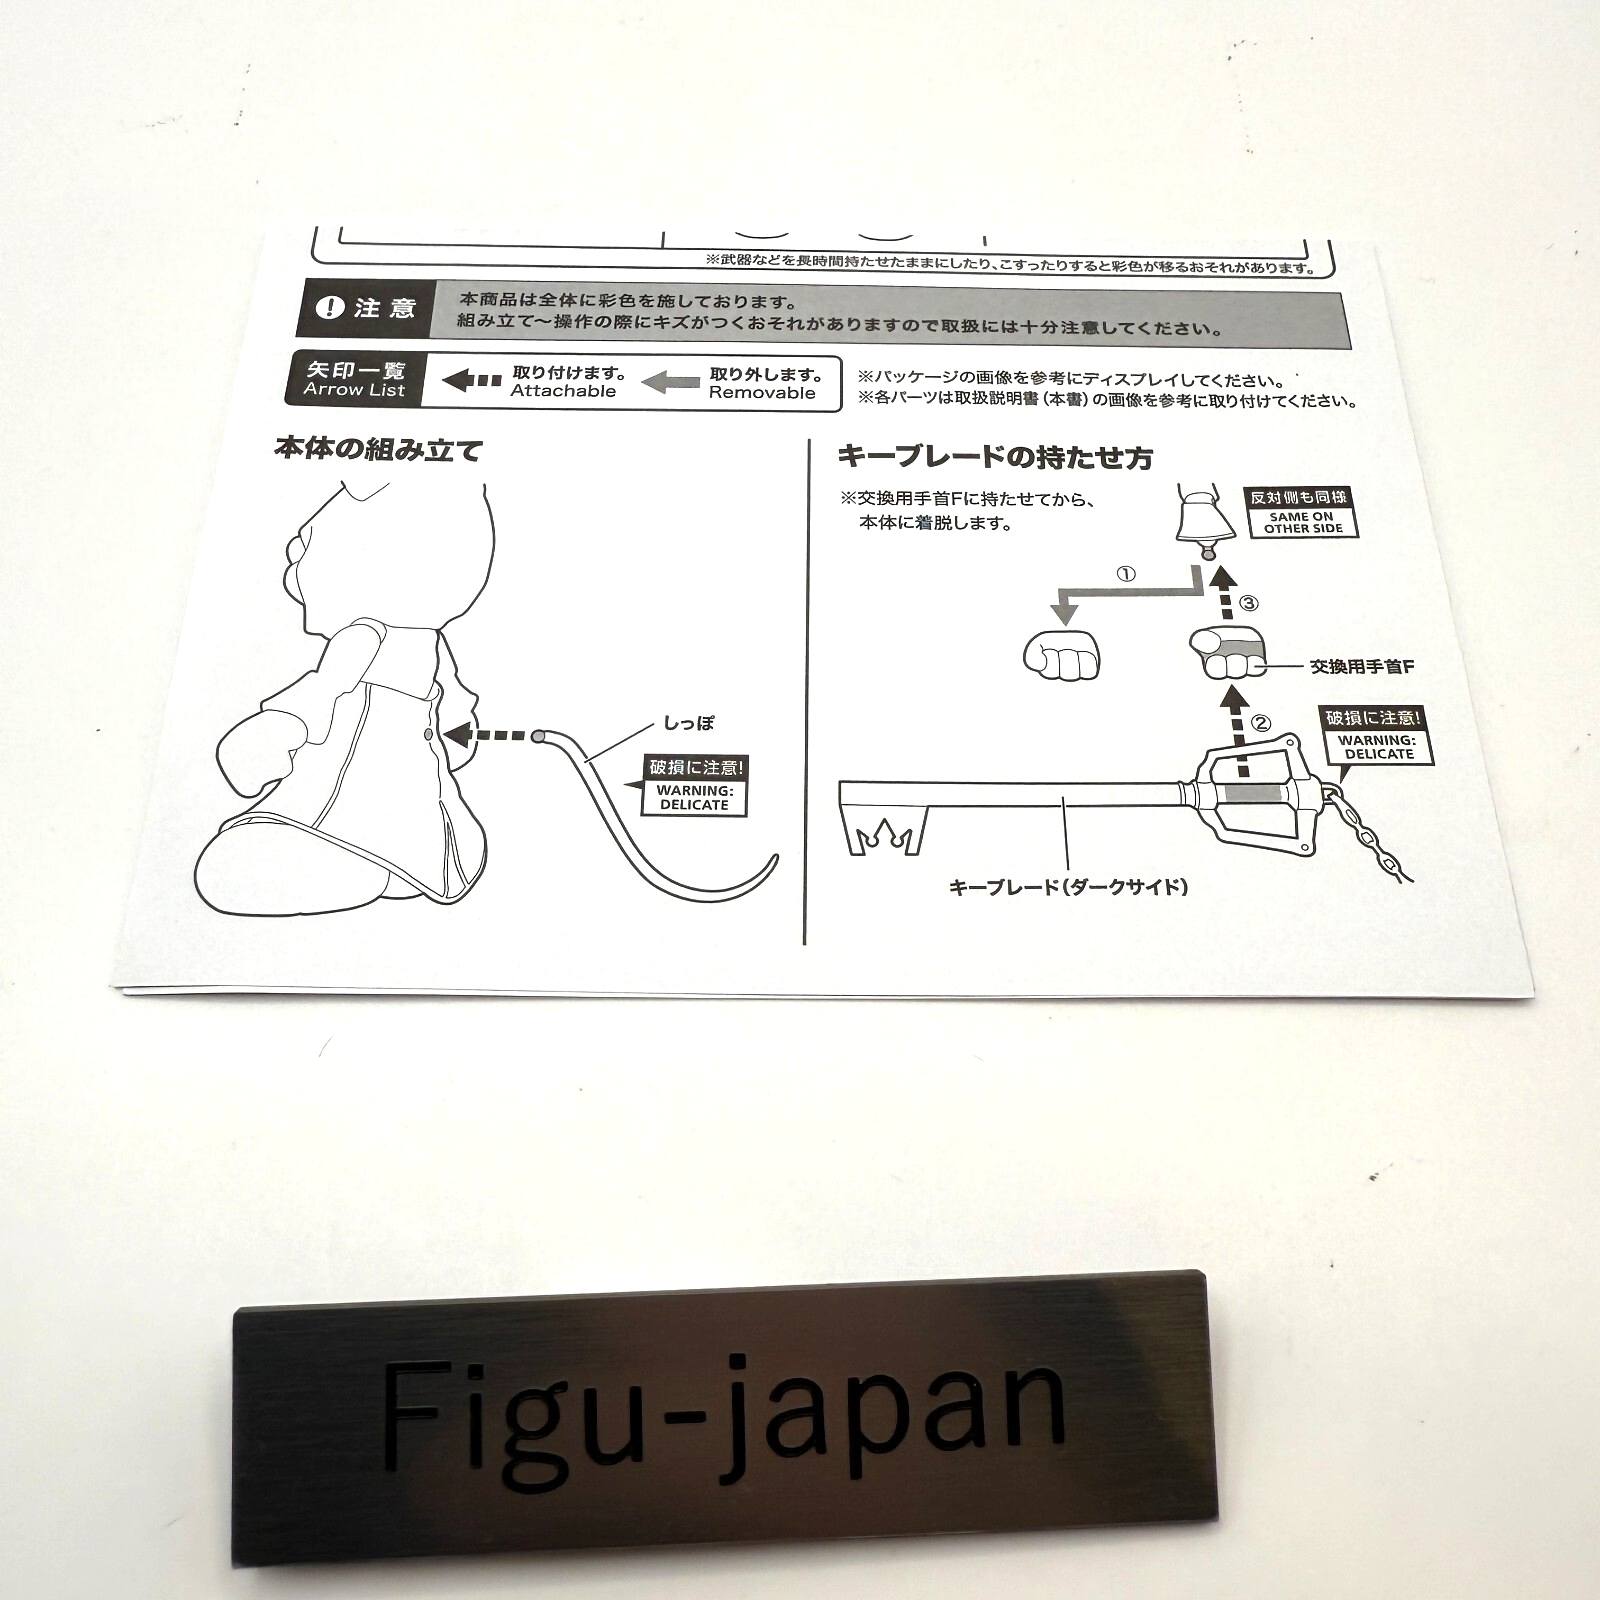 ※武器などを長時間持たせたままにしたり、こすったりすると彩色が移るおそれがあります。
注意
本商品は全体に彩色を施しております。
組み立て〜操作の際にキズがつくおそれがありますので取扱には十分注意してください。
矢印一覧
Arrow List
取り付けます。
Attachable
取り外します。
Removable
※パッケージの画像を参考にディスプレイしてください。
※各パーツは取扱説明書(本書)の画像を参考に取り付けてください。
本体の組み立て
しっぽ
破損に注意!
WARNING:
DELICATE
キーブレードの持たせ方
※交換用手首Fに持たせてから、
本体に着脱します。
反対側も同様
SAME ON
OTHER SIDE
①
③
交換用手首F
②
破損に注意!
WARNING:
DELICATE
キーブレード(ダークサイド)
Figu-japan